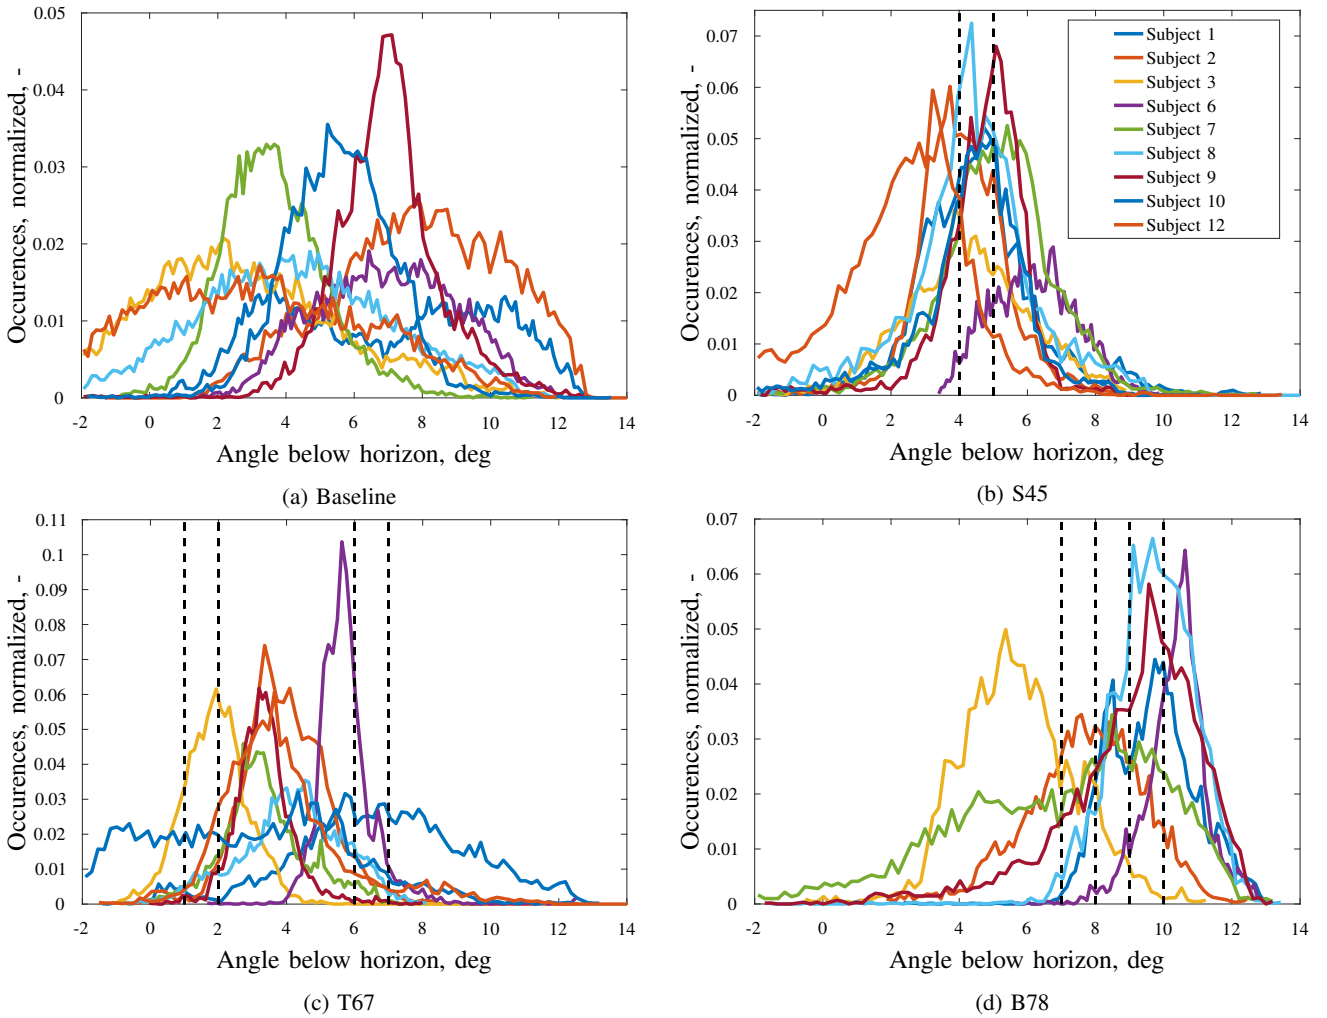 0.05
0.04
0.03
0.02
0.01
0
-2 0 2 4 6 8 10 12 14
Occurences, normalized, -
Angle below horizon, deg
(a) Baseline
0.07
0.06
0.05
0.04
0.03
0.02
0.01
0
-2 0 2 4 6 8 10 12 14
Occurences, normalized, -
Subject 1
Subject 2
Subject 3
Subject 6
Subject 7
Subject 8
Subject 9
Subject 10
Subject 12
Angle below horizon, deg
(b) S45
0.11
0.1
0.09
0.08
0.07
0.06
0.05
0.04
0.03
0.02
0.01
0
-2 0 2 4 6 8 10 12 14
Occurences, normalized, -
Angle below horizon, deg
(c) T67
0.07
0.06
0.05
0.04
0.03
0.02
0.01
0
-2 0 2 4 6 8 10 12 14
Occurences, normalized, -
Angle below horizon, deg
(d) B78